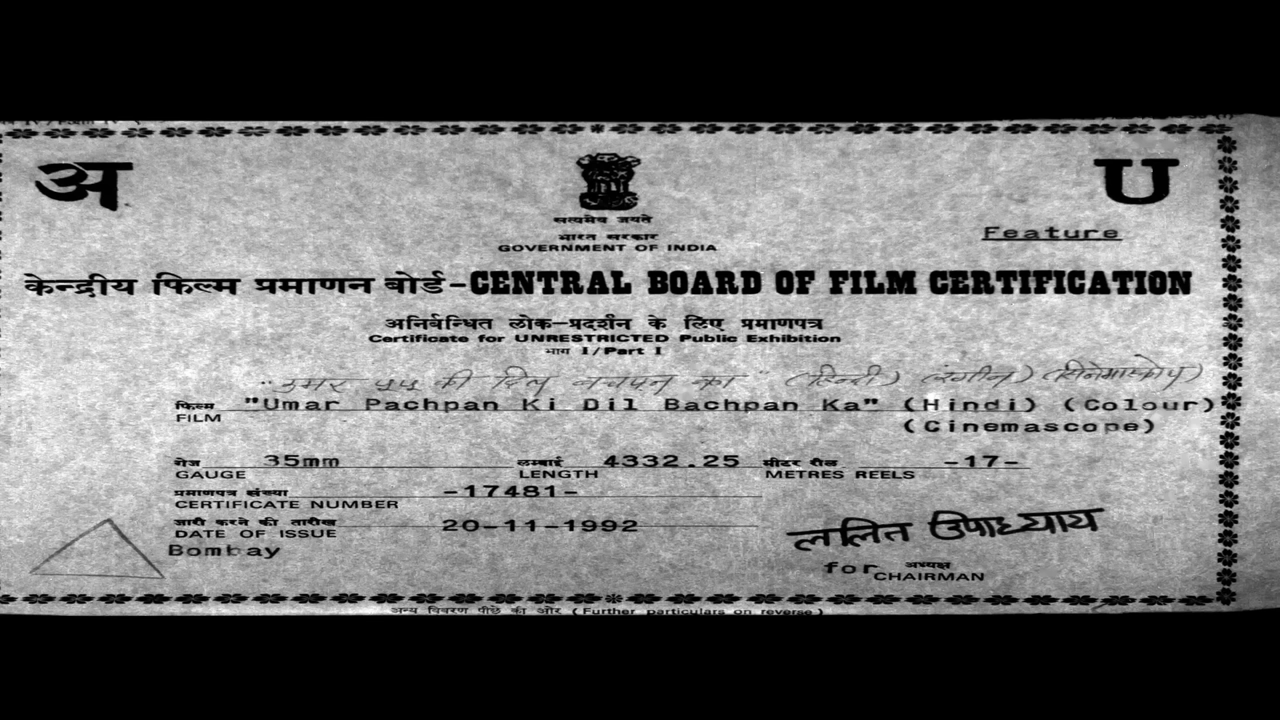 अ
U
सत्यमेव जयते
भारत सरकार
GOVERNMENT OF INDIA
Feature
केन्द्रीय फिल्म प्रमाणन बोर्ड-CENTRAL BOARD OF FILM CERTIFICATION
अनिर्बन्धित लोक-प्रदर्शन के लिए प्रमाणपत्र
Certificate for UNRESTRICTED Public Exhibition
भाग I/Part I
"उमर पचपन की दिल बचपन का" (हिन्दी) (रंगीन) (सिनेमास्कोप)
फिल्म "Umar Pachpan Ki Dil Bachpan Ka" (Hindi) (Colour)
FILM
(Cinemascope)
गेज 35mm लम्बाई 4332.25 मीटर रील -17-
GAUGE LENGTH METRES REELS
प्रमाणपत्र संख्या -17481-
CERTIFICATE NUMBER
जारी करने की तारीख 20-11-1992
DATE OF ISSUE
Bombay
ललित उपाध्याय
for अध्यक्ष
CHAIRMAN
अन्य विवरण पीछे की ओर (Further particulars on reverse)